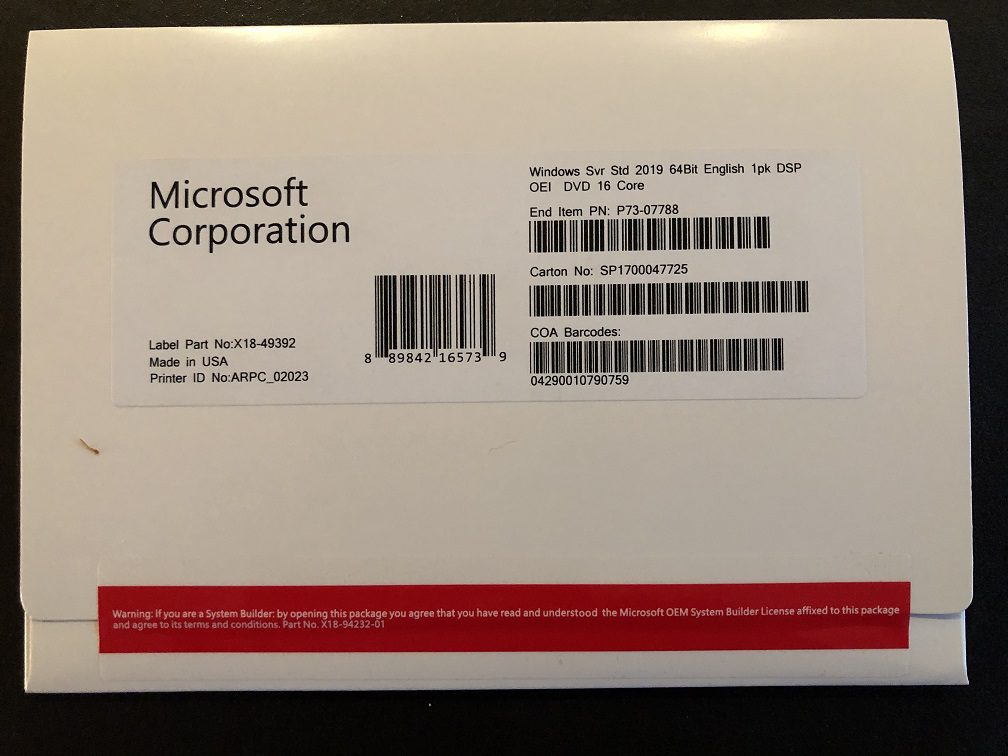 Microsoft
Corporation
Label Part No:X18-49392
Made in USA
Printer ID No:ARPC_02023
8 89842 16573 9
Windows Svr Std 2019 64Bit English 1pk DSP
OEI DVD 16 Core
End Item PN: P73-07788
Carton No: SP1700047725
COA Barcodes:
04290010790759
Warning: If you are a System Builder: by opening this package you agree that you have read and understood the Microsoft OEM System Builder License affixed to this package
and agree to its terms and conditions. Part No. X18-94232-01